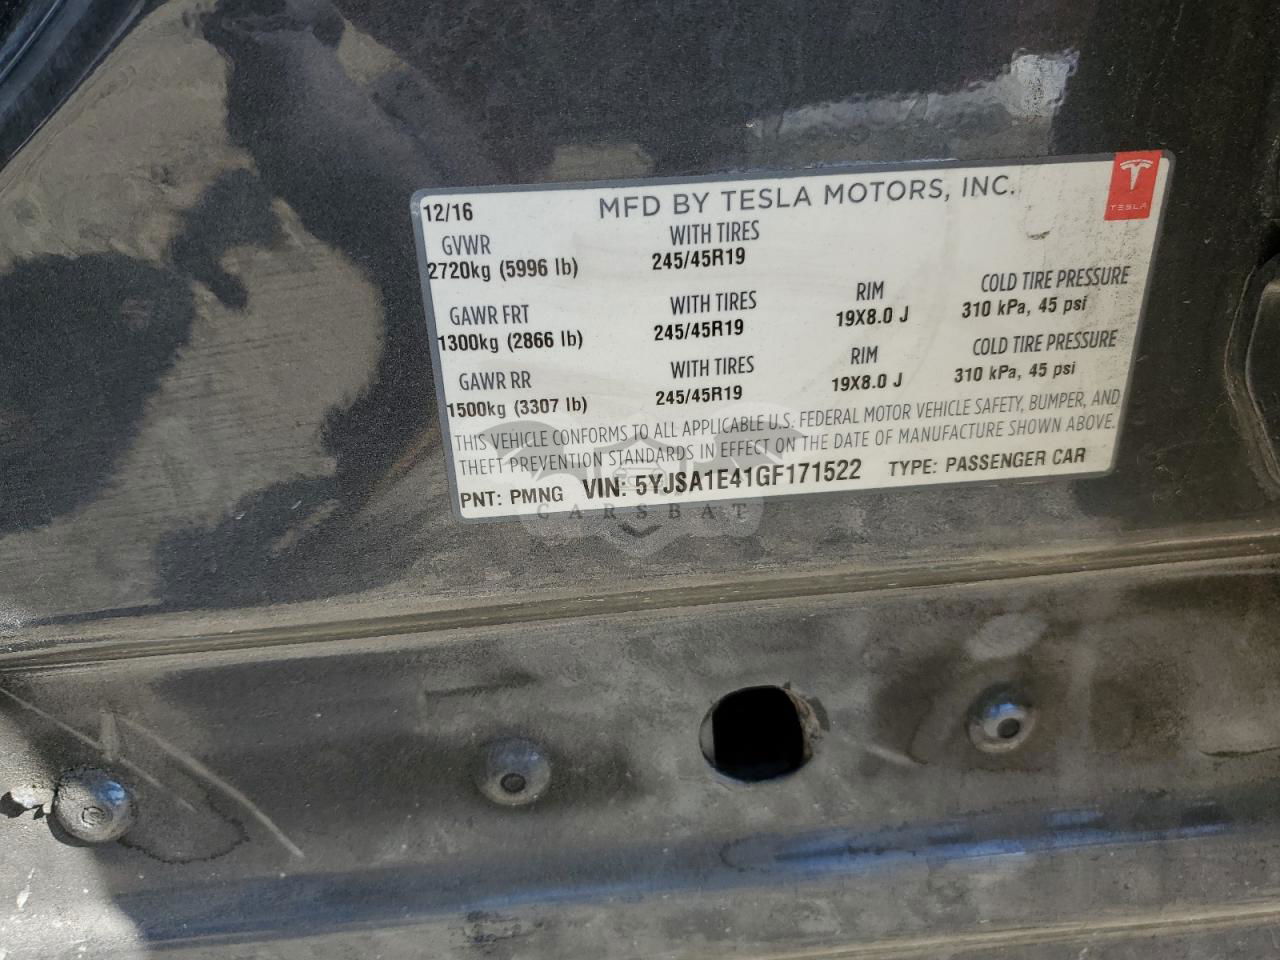 12/16 MFD BY TESLA MOTORS, INC. TESLA
GVWR WITH TIRES
2720kg (5996 lb) 245/45R19
GAWR FRT WITH TIRES RIM COLD TIRE PRESSURE
1300kg (2866 lb) 245/45R19 19X8.0 J 310 kPa, 45 psi
GAWR RR WITH TIRES RIM COLD TIRE PRESSURE
1500kg (3307 lb) 245/45R19 19X8.0 J 310 kPa, 45 psi
THIS VEHICLE CONFORMS TO ALL APPLICABLE U.S. FEDERAL MOTOR VEHICLE SAFETY, BUMPER, AND
THEFT PREVENTION STANDARDS IN EFFECT ON THE DATE OF MANUFACTURE SHOWN ABOVE.
PNT: PMNG VIN: 5YJSA1E41GF171522 TYPE: PASSENGER CAR
CARSBAT